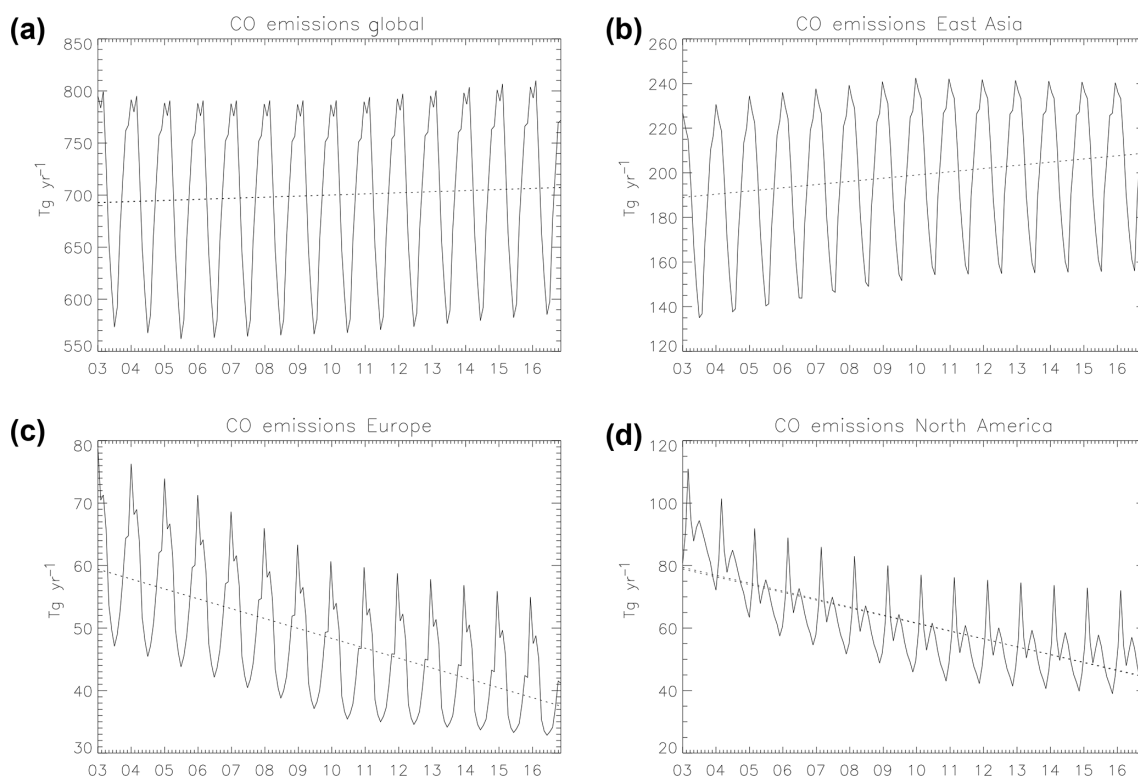 (a)
CO emissions global
Tg yr⁻¹
850
800
750
700
650
600
550
03 04 05 06 07 08 09 10 11 12 13 14 15 16
(b)
CO emissions East Asia
Tg yr⁻¹
260
240
220
200
180
160
140
120
03 04 05 06 07 08 09 10 11 12 13 14 15 16
(c)
CO emissions Europe
Tg yr⁻¹
80
70
60
50
40
30
03 04 05 06 07 08 09 10 11 12 13 14 15 16
(d)
CO emissions North America
Tg yr⁻¹
120
100
80
60
40
20
03 04 05 06 07 08 09 10 11 12 13 14 15 16